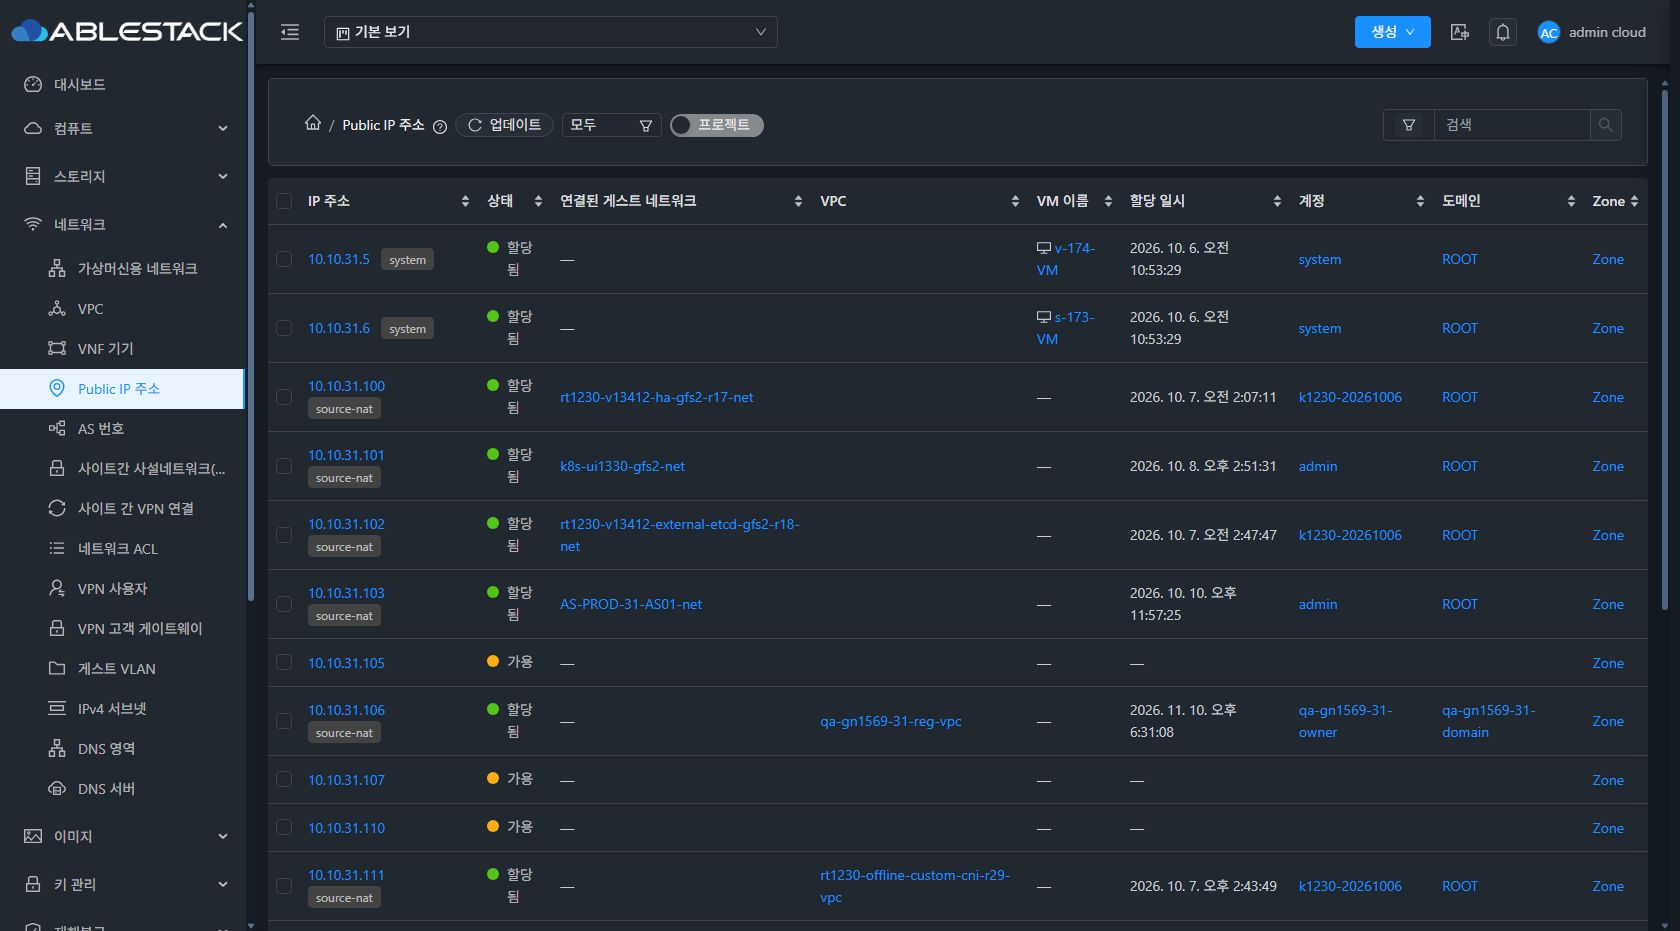 ABLESTACK
기본 보기
생성
AC admin cloud
대시보드
컴퓨트
스토리지
네트워크
가상머신용 네트워크
VPC
VNF 기기
Public IP 주소
AS 번호
사이트간 사설네트워크(...
사이트 간 VPN 연결
네트워크 ACL
VPN 사용자
VPN 고객 게이트웨이
게스트 VLAN
IPv4 서브넷
DNS 영역
DNS 서버
이미지
키 관리
/ Public IP 주소
업데이트
모두
프로젝트
검색
IP 주소 상태 연결된 게스트 네트워크 VPC VM 이름 할당 일시 계정 도메인 Zone
10.10.31.5 system 할당됨 — v-174-VM 2026. 10. 6. 오전 10:53:29 system ROOT Zone
10.10.31.6 system 할당됨 — s-173-VM 2026. 10. 6. 오전 10:53:29 system ROOT Zone
10.10.31.100 source-nat 할당됨 rt1230-v13412-ha-gfs2-r17-net — 2026. 10. 7. 오전 2:07:11 k1230-20261006 ROOT Zone
10.10.31.101 source-nat 할당됨 k8s-ui1330-gfs2-net — 2026. 10. 8. 오후 2:51:31 admin ROOT Zone
10.10.31.102 source-nat 할당됨 rt1230-v13412-external-etcd-gfs2-r18-net — 2026. 10. 7. 오전 2:47:47 k1230-20261006 ROOT Zone
10.10.31.103 source-nat 할당됨 AS-PROD-31-AS01-net — 2026. 10. 10. 오후 11:57:25 admin ROOT Zone
10.10.31.105 가용 — — — Zone
10.10.31.106 source-nat 할당됨 — qa-gn1569-31-reg-vpc — 2026. 11. 10. 오후 6:31:08 qa-gn1569-31-owner qa-gn1569-31-domain Zone
10.10.31.107 가용 — — — Zone
10.10.31.110 가용 — — — Zone
10.10.31.111 source-nat 할당됨 — rt1230-offline-custom-cni-r29-vpc — 2026. 10. 7. 오후 2:43:49 k1230-20261006 ROOT Zone